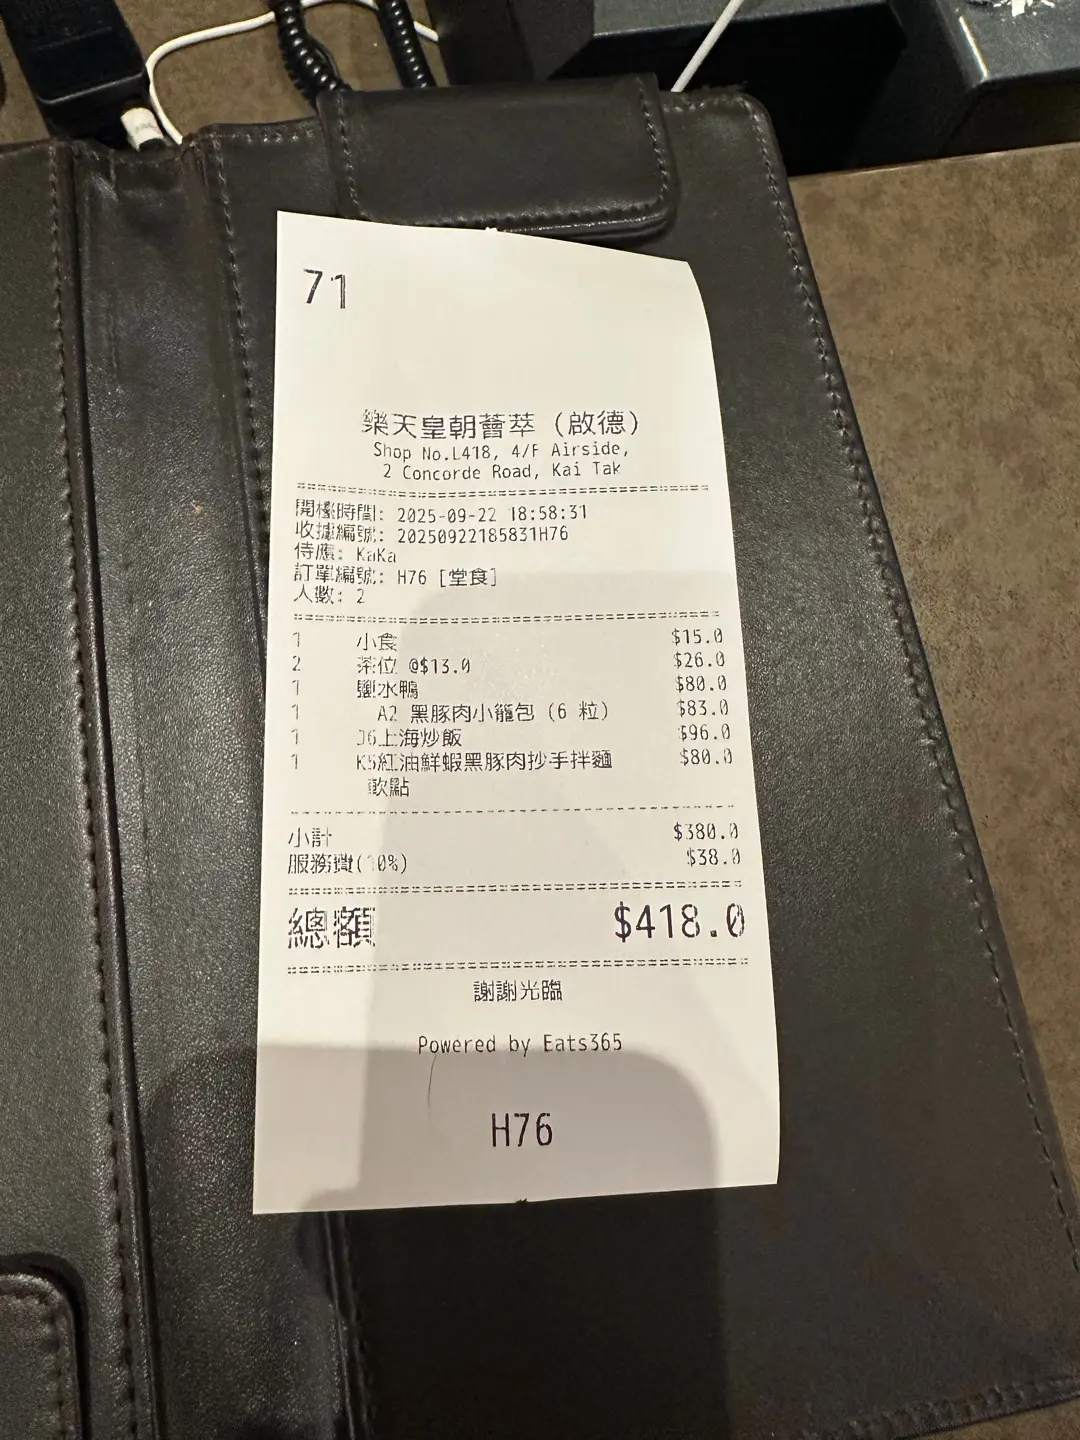 71
樂天皇朝薈萃 (啟德)
Shop No.L418, 4/F Airside,
2 Concorde Road, Kai Tak
開檯時間: 2025-09-22 18:58:31
收據編號: 20250922185831H76
侍應: KaKa
訂單編號: H76 [堂食]
人數: 2
1 小食 $15.0
2 茶位 @$13.0 $26.0
1 鹽水鴨 $80.0
1 A2 黑豚肉小籠包 (6 粒) $83.0
1 J6上海炒飯 $96.0
1 K5紅油鮮蝦黑豚肉抄手拌麵 $80.0
軟點
小計 $380.0
服務費(10%) $38.0
總額 $418.0
謝謝光臨
Powered by Eats365
H76